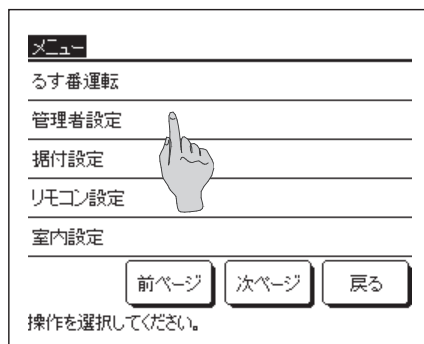 メニュー
るす番運転
管理者設定
据付設定
リモコン設定
室内設定
前ページ 次ページ 戻る
操作を選択してください。